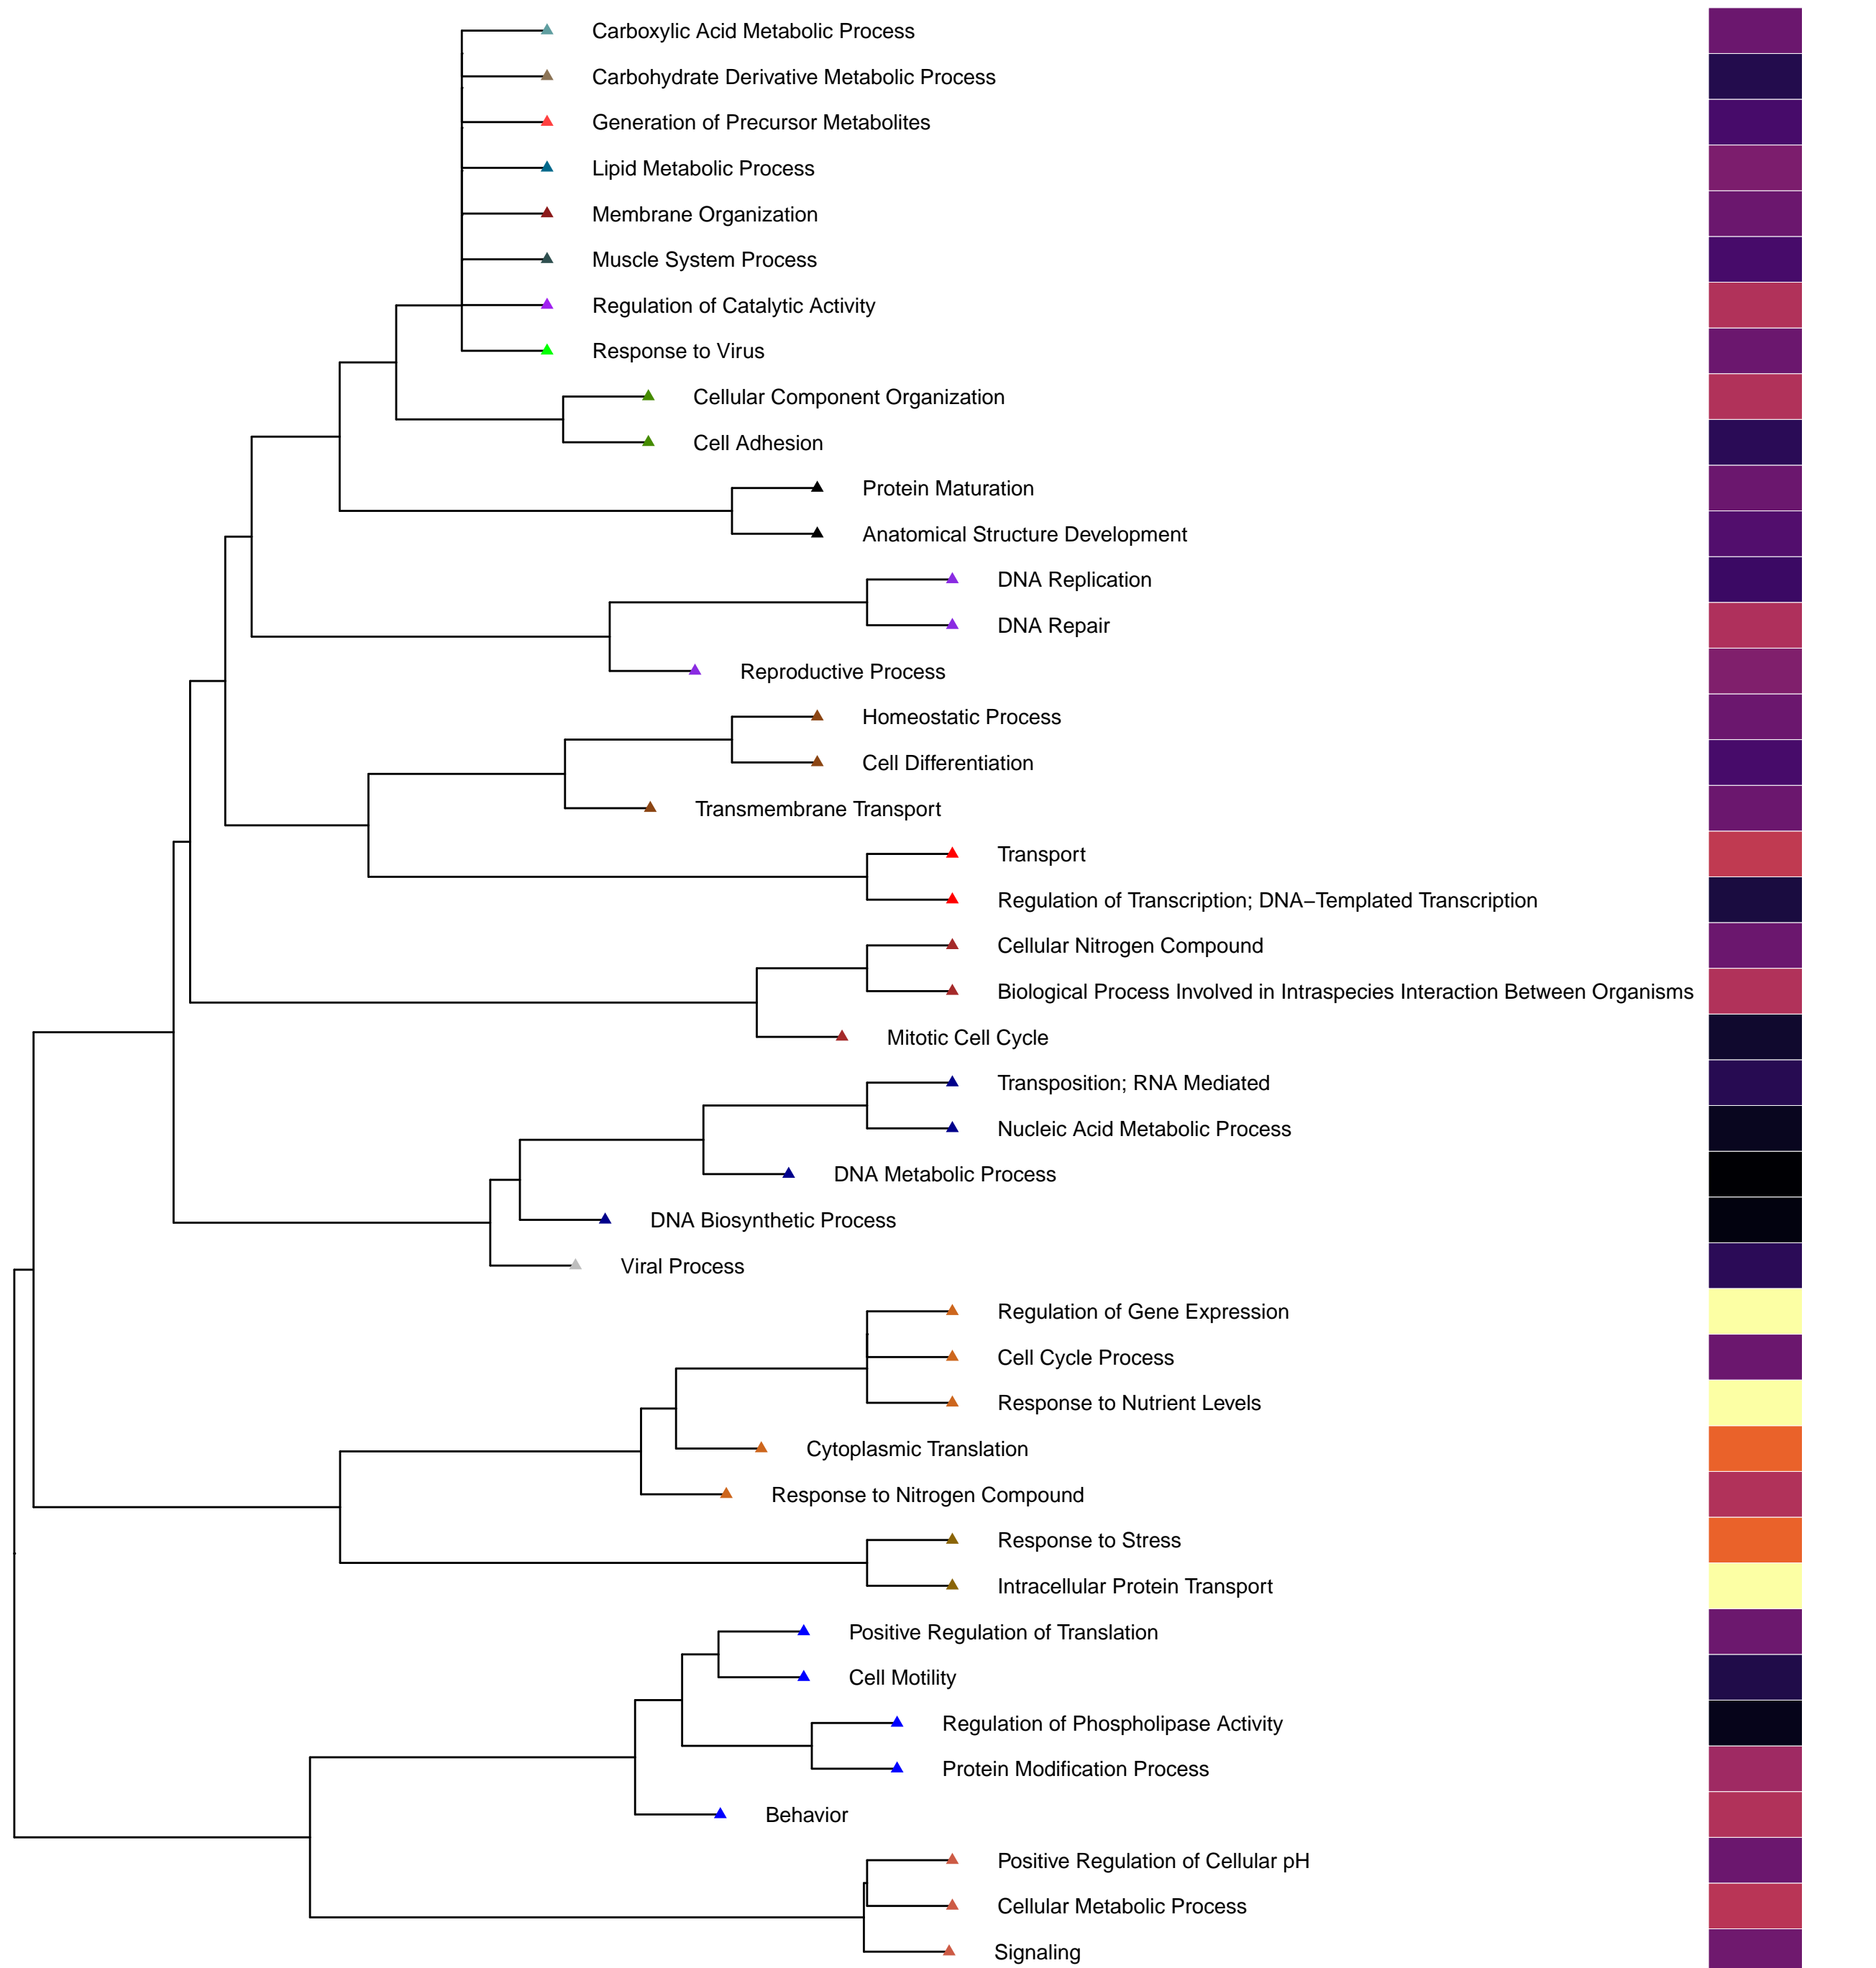 Carboxylic Acid Metabolic Process
Carbohydrate Derivative Metabolic Process
Generation of Precursor Metabolites
Lipid Metabolic Process
Membrane Organization
Muscle System Process
Regulation of Catalytic Activity
Response to Virus
Cellular Component Organization
Cell Adhesion
Protein Maturation
Anatomical Structure Development
DNA Replication
DNA Repair
Reproductive Process
Homeostatic Process
Cell Differentiation
Transmembrane Transport
Transport
Regulation of Transcription; DNA−Templated Transcription
Cellular Nitrogen Compound
Biological Process Involved in Intraspecies Interaction Between Organisms
Mitotic Cell Cycle
Transposition; RNA Mediated
Nucleic Acid Metabolic Process
DNA Metabolic Process
DNA Biosynthetic Process
Viral Process
Regulation of Gene Expression
Cell Cycle Process
Response to Nutrient Levels
Cytoplasmic Translation
Response to Nitrogen Compound
Response to Stress
Intracellular Protein Transport
Positive Regulation of Translation
Cell Motility
Regulation of Phospholipase Activity
Protein Modification Process
Behavior
Positive Regulation of Cellular pH
Cellular Metabolic Process
Signaling